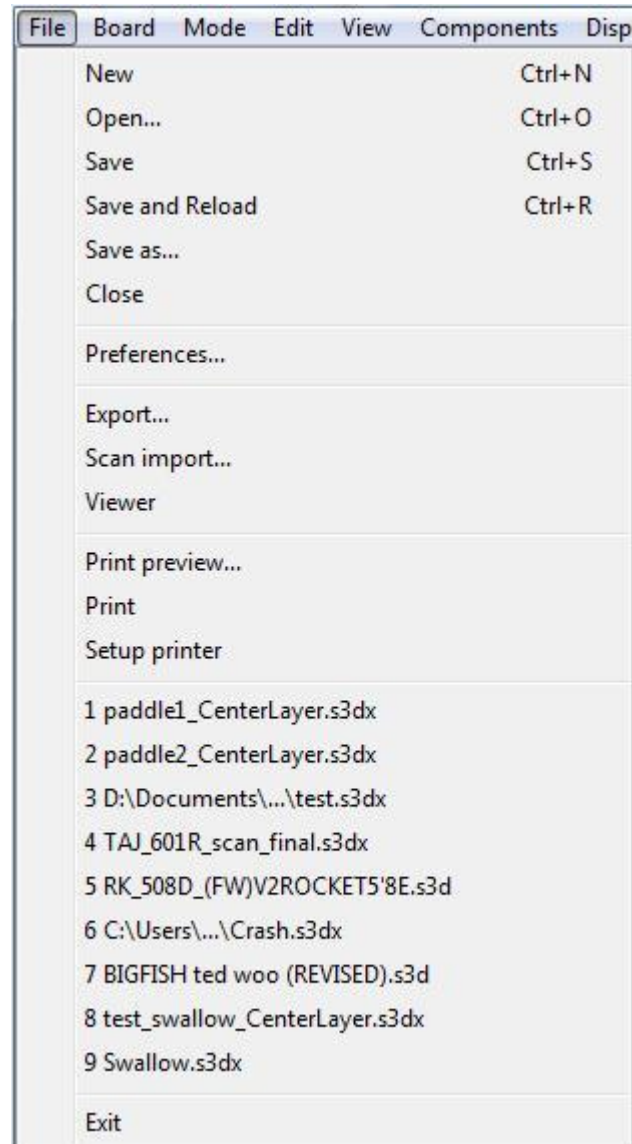 File Board Mode Edit View Components Disp
New Ctrl+N
Open... Ctrl+O
Save Ctrl+S
Save and Reload Ctrl+R
Save as...
Close
Preferences...
Export...
Scan import...
Viewer
Print preview...
Print
Setup printer
1 paddle1_CenterLayer.s3dx
2 paddle2_CenterLayer.s3dx
3 D:\Documents\...\test.s3dx
4 TAJ_601R_scan_final.s3dx
5 RK_508D_(FW)V2ROCKET5'8E.s3d
6 C:\Users\...\Crash.s3dx
7 BIGFISH ted woo (REVISED).s3d
8 test_swallow_CenterLayer.s3dx
9 Swallow.s3dx
Exit